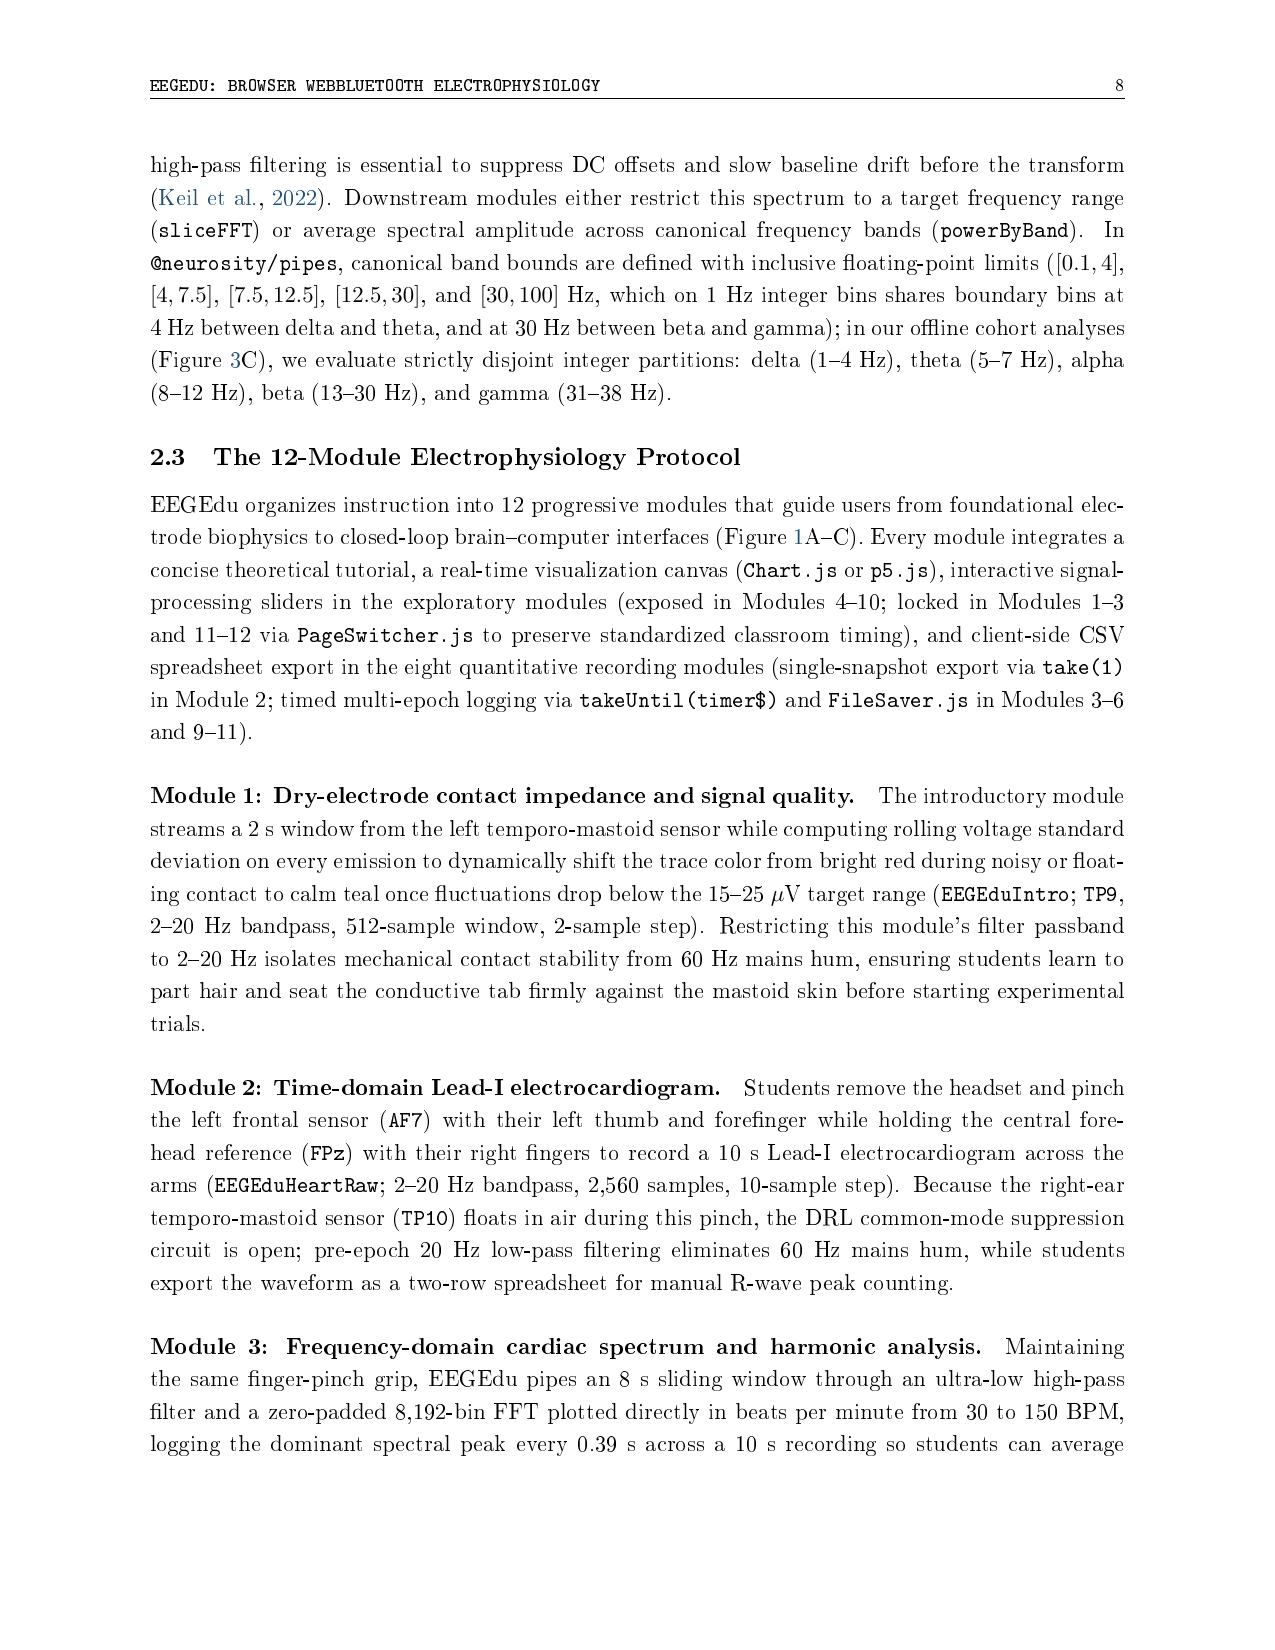 EEGEDU: BROWSER WEBBLUETOOTH ELECTROPHYSIOLOGY 8
high-pass filtering is essential to suppress DC offsets and slow baseline drift before the transform
(Keil et al., 2022). Downstream modules either restrict this spectrum to a target frequency range
(sliceFFT) or average spectral amplitude across canonical frequency bands (powerByBand). In
@neurosity/pipes, canonical band bounds are defined with inclusive floating-point limits ([0.1, 4],
[4, 7.5], [7.5, 12.5], [12.5, 30], and [30, 100] Hz, which on 1 Hz integer bins shares boundary bins at
4 Hz between delta and theta, and at 30 Hz between beta and gamma); in our offline cohort analyses
(Figure 3C), we evaluate strictly disjoint integer partitions: delta (1–4 Hz), theta (5–7 Hz), alpha
(8–12 Hz), beta (13–30 Hz), and gamma (31–38 Hz).
2.3 The 12-Module Electrophysiology Protocol
EEGEdu organizes instruction into 12 progressive modules that guide users from foundational elec-
trode biophysics to closed-loop brain–computer interfaces (Figure 1A–C). Every module integrates a
concise theoretical tutorial, a real-time visualization canvas (Chart.js or p5.js), interactive signal-
processing sliders in the exploratory modules (exposed in Modules 4–10; locked in Modules 1–3
and 11–12 via PageSwitcher.js to preserve standardized classroom timing), and client-side CSV
spreadsheet export in the eight quantitative recording modules (single-snapshot export via take(1)
in Module 2; timed multi-epoch logging via takeUntil(timer$) and FileSaver.js in Modules 3–6
and 9–11).
Module 1: Dry-electrode contact impedance and signal quality. The introductory module
streams a 2 s window from the left temporo-mastoid sensor while computing rolling voltage standard
deviation on every emission to dynamically shift the trace color from bright red during noisy or float-
ing contact to calm teal once fluctuations drop below the 15–25 μV target range (EEGEduIntro; TP9,
2–20 Hz bandpass, 512-sample window, 2-sample step). Restricting this module's filter passband
to 2–20 Hz isolates mechanical contact stability from 60 Hz mains hum, ensuring students learn to
part hair and seat the conductive tab firmly against the mastoid skin before starting experimental
trials.
Module 2: Time-domain Lead-I electrocardiogram. Students remove the headset and pinch
the left frontal sensor (AF7) with their left thumb and forefinger while holding the central fore-
head reference (FPz) with their right fingers to record a 10 s Lead-I electrocardiogram across the
arms (EEGEduHeartRaw; 2–20 Hz bandpass, 2,560 samples, 10-sample step). Because the right-ear
temporo-mastoid sensor (TP10) floats in air during this pinch, the DRL common-mode suppression
circuit is open; pre-epoch 20 Hz low-pass filtering eliminates 60 Hz mains hum, while students
export the waveform as a two-row spreadsheet for manual R-wave peak counting.
Module 3: Frequency-domain cardiac spectrum and harmonic analysis. Maintaining
the same finger-pinch grip, EEGEdu pipes an 8 s sliding window through an ultra-low high-pass
filter and a zero-padded 8,192-bin FFT plotted directly in beats per minute from 30 to 150 BPM,
logging the dominant spectral peak every 0.39 s across a 10 s recording so students can average